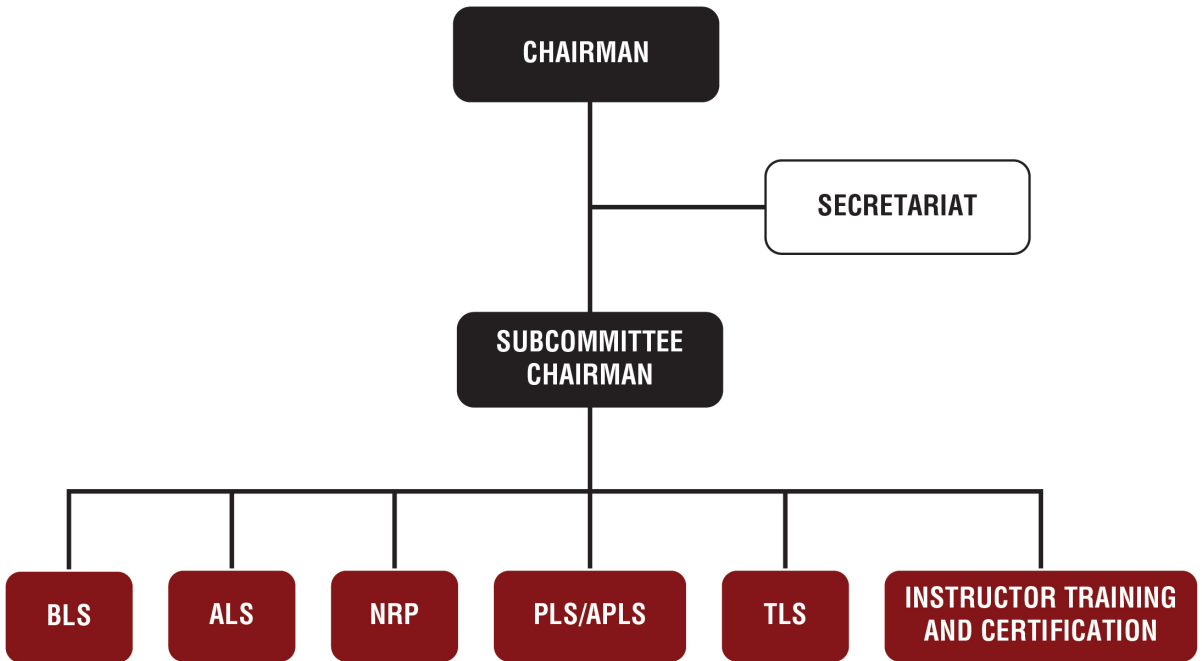 CHAIRMAN
SECRETARIAT
SUBCOMMITTEE
CHAIRMAN
BLS
ALS
NRP
PLS/APLS
TLS
INSTRUCTOR TRAINING
AND CERTIFICATION